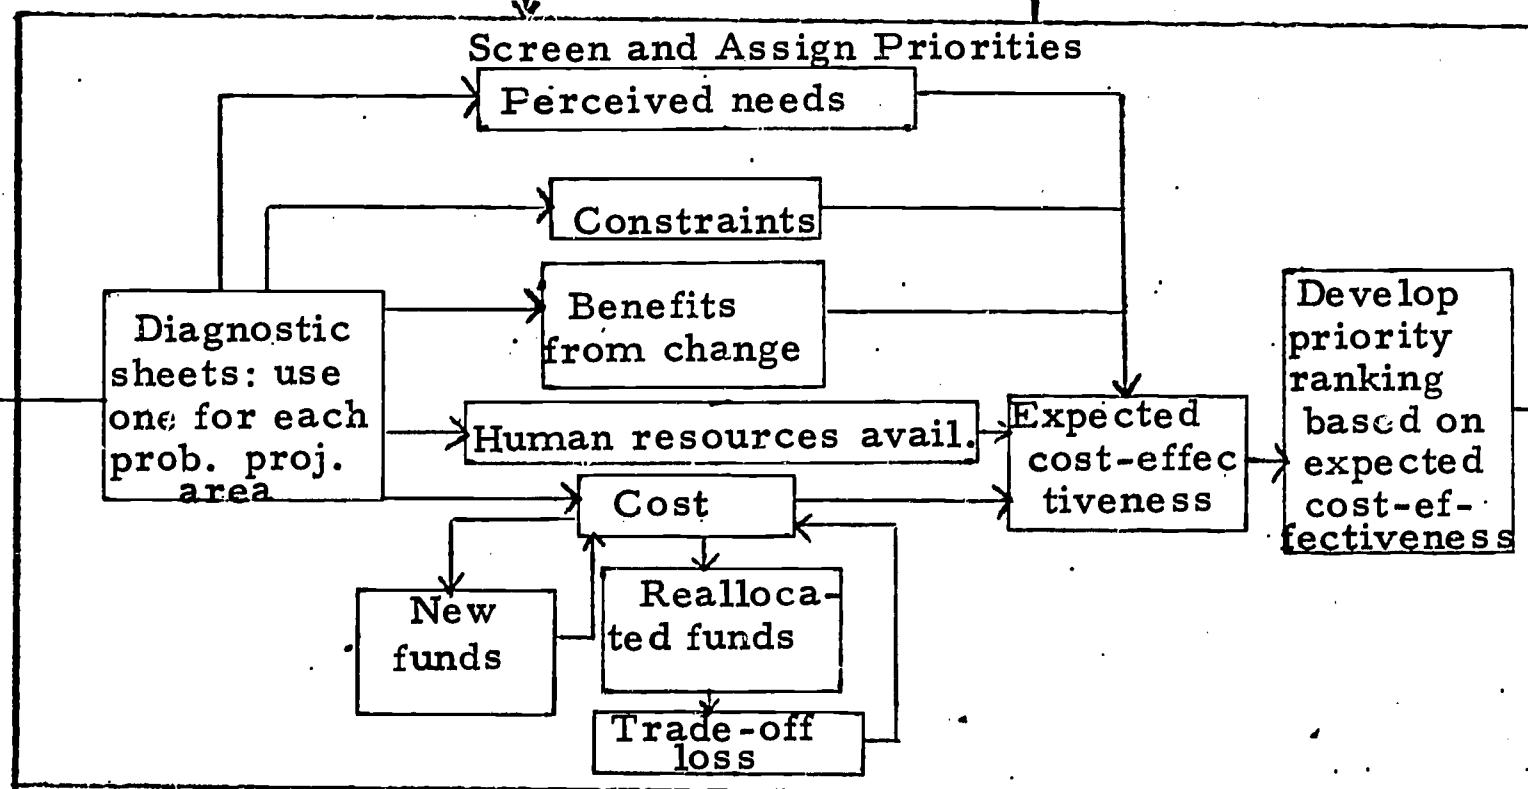 Screen and Assign Priorities
Perceived needs
Constraints
Benefits
from change
Diagnostic
sheets: use
one for each
prob. proj.
area
Human resources avail.
Cost
New
funds
Realloca-
ted funds
Trade-off
loss
Expected
cost-effec
tiveness
Develop
priority
ranking
based on
expected
cost-ef-
fectiveness